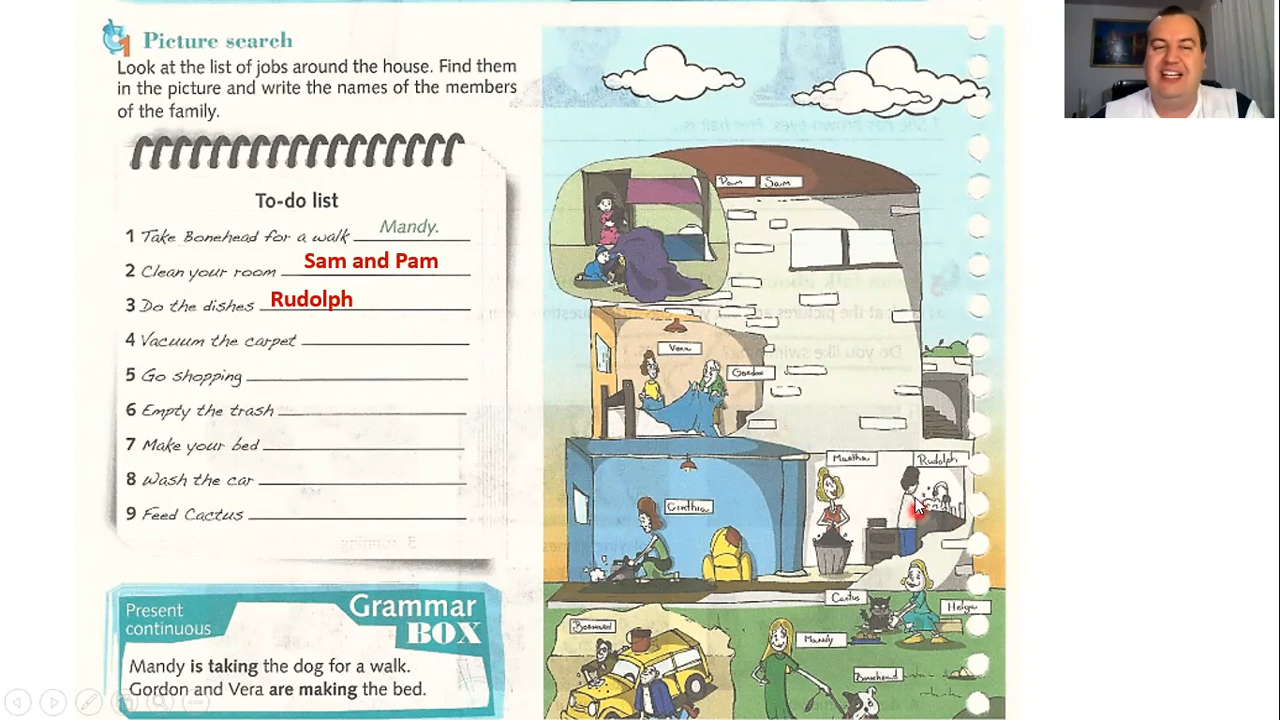 Picture search
Look at the list of jobs around the house. Find them
in the picture and write the names of the members
of the family.
To-do list
1 Take Bonehead for a walk Mandy.
2 Clean your room Sam and Pam
3 Do the dishes Rudolph
4 Vacuum the carpet
5 Go shopping
6 Empty the trash
7 Make your bed
8 Wash the car
9 Feed Cactus
Present
continuous
Grammar
BOX
Mandy is taking the dog for a walk.
Gordon and Vera are making the bed.
Pam Sam
Vera
Gordon
Martha Rudolph
Cinthia
Cactus
Helga
Mandy
Bonehead